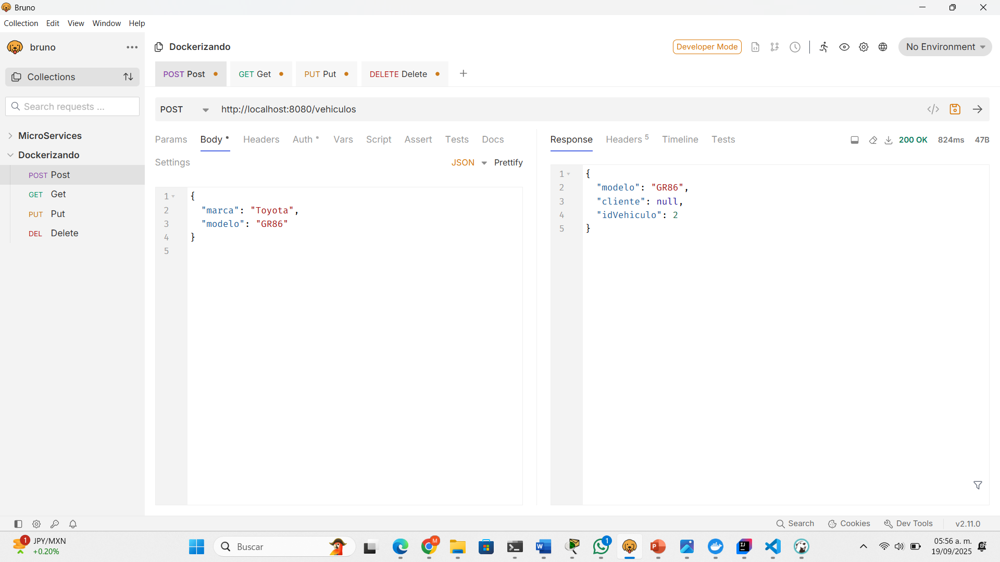 Bruno
Collection Edit View Window Help
bruno
Dockerizando
Developer Mode
No Environment
Collections
POST Post
GET Get
PUT Put
DELETE Delete
Search requests ...
POST
http://localhost:8080/vehiculos
MicroServices
Dockerizando
POST Post
GET Get
PUT Put
DEL Delete
Params Body Headers Auth Vars Script Assert Tests Docs
Settings
JSON Prettify
1 {
2 "marca": "Toyota",
3 "modelo": "GR86"
4 }
5
Response Headers 5 Timeline Tests
200 OK 824ms 47B
1 {
2 "modelo": "GR86",
3 "cliente": null,
4 "idVehiculo": 2
5 }
Search Cookies Dev Tools v2.11.0
1 JPY/MXN
+0.20%
Buscar
M
1
05:56 a. m.
19/09/2025